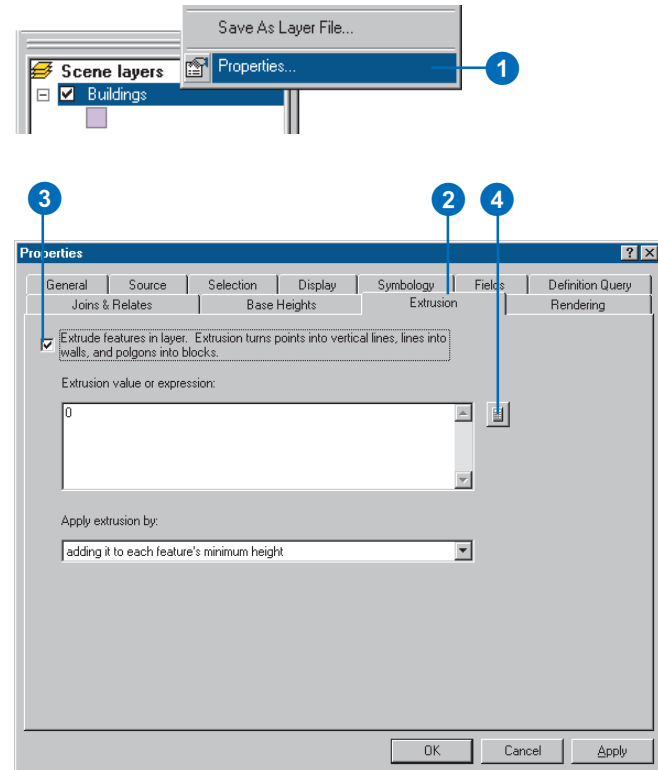 Save As Layer File...
Scene layers
Properties...
1
Buildings
3
2
4
Properties
General
Source
Selection
Display
Symbology
Fields
Definition Query
Joins & Relates
Base Heights
Extrusion
Rendering
Extrude features in layer. Extrusion turns points into vertical lines, lines into
walls, and polgons into blocks.
Extrusion value or expression:
0
Apply extrusion by:
adding it to each feature's minimum height
OK
Cancel
Apply